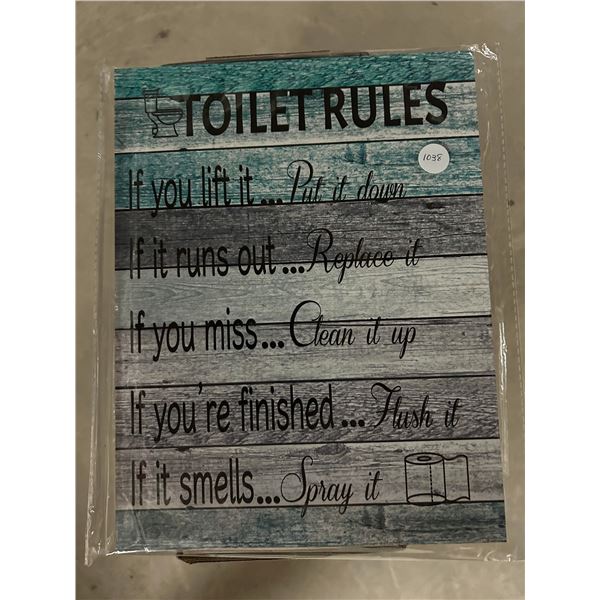 TOILET RULES
1038
If you lift it...Put it down
If it runs out...Replace it
If you miss...Clean it up
If you're finished...Flush it
If it smells...Spray it